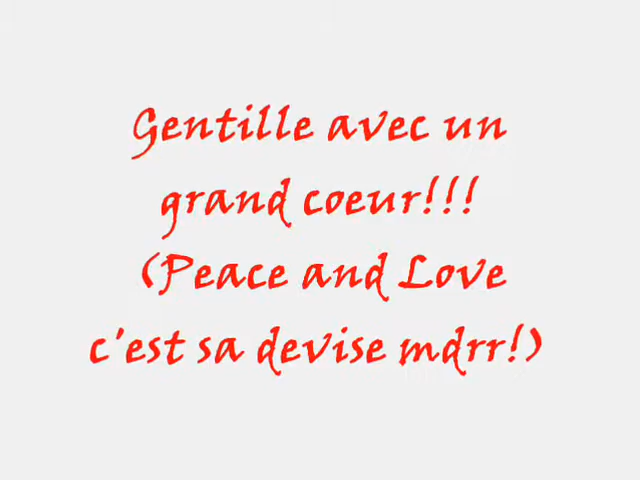 Gentille avec un
grand coeur!!!
(Peace and Love
c'est sa devise mdrr!)